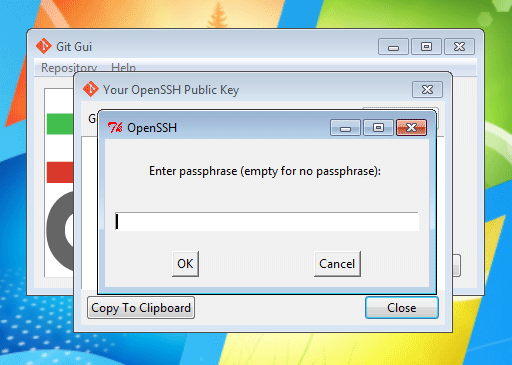 Git Gui
Repository Help
Your OpenSSH Public Key
OpenSSH
Enter passphrase (empty for no passphrase):
OK
Cancel
Copy To Clipboard
Close